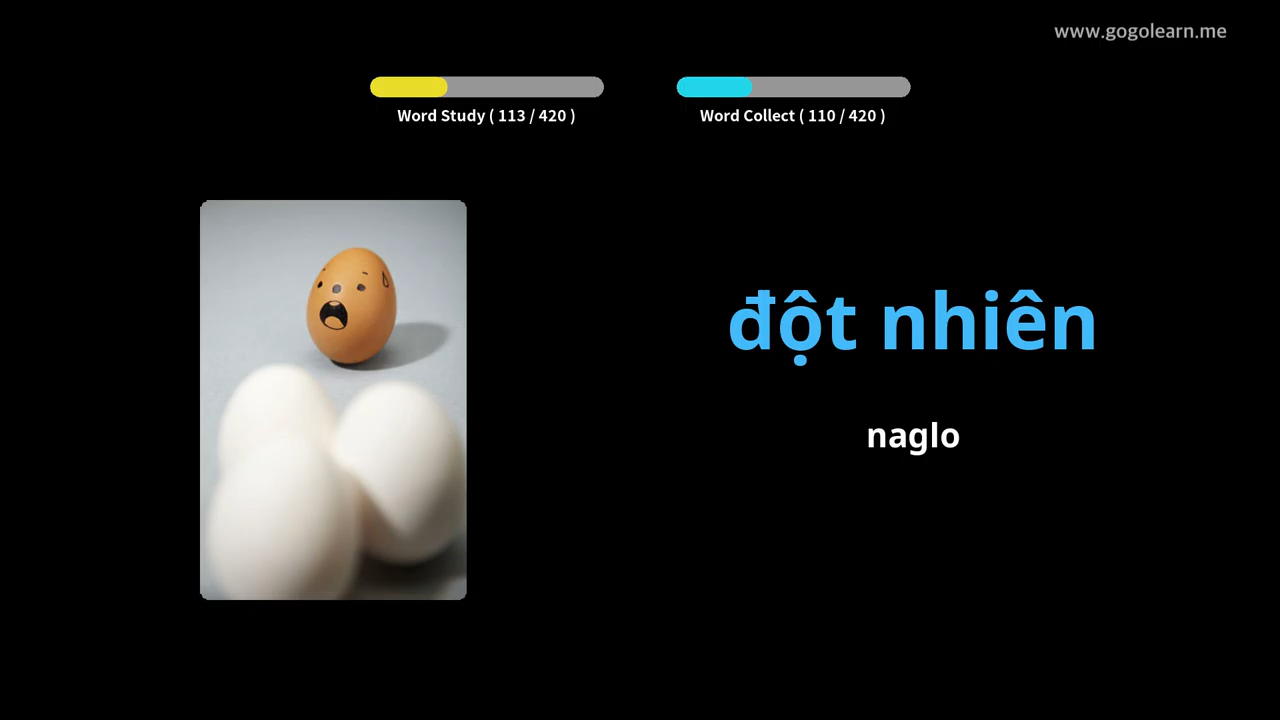 www.gogolearn.me
Word Study ( 113 / 420 )
Word Collect ( 110 / 420 )
đột nhiên
naglo